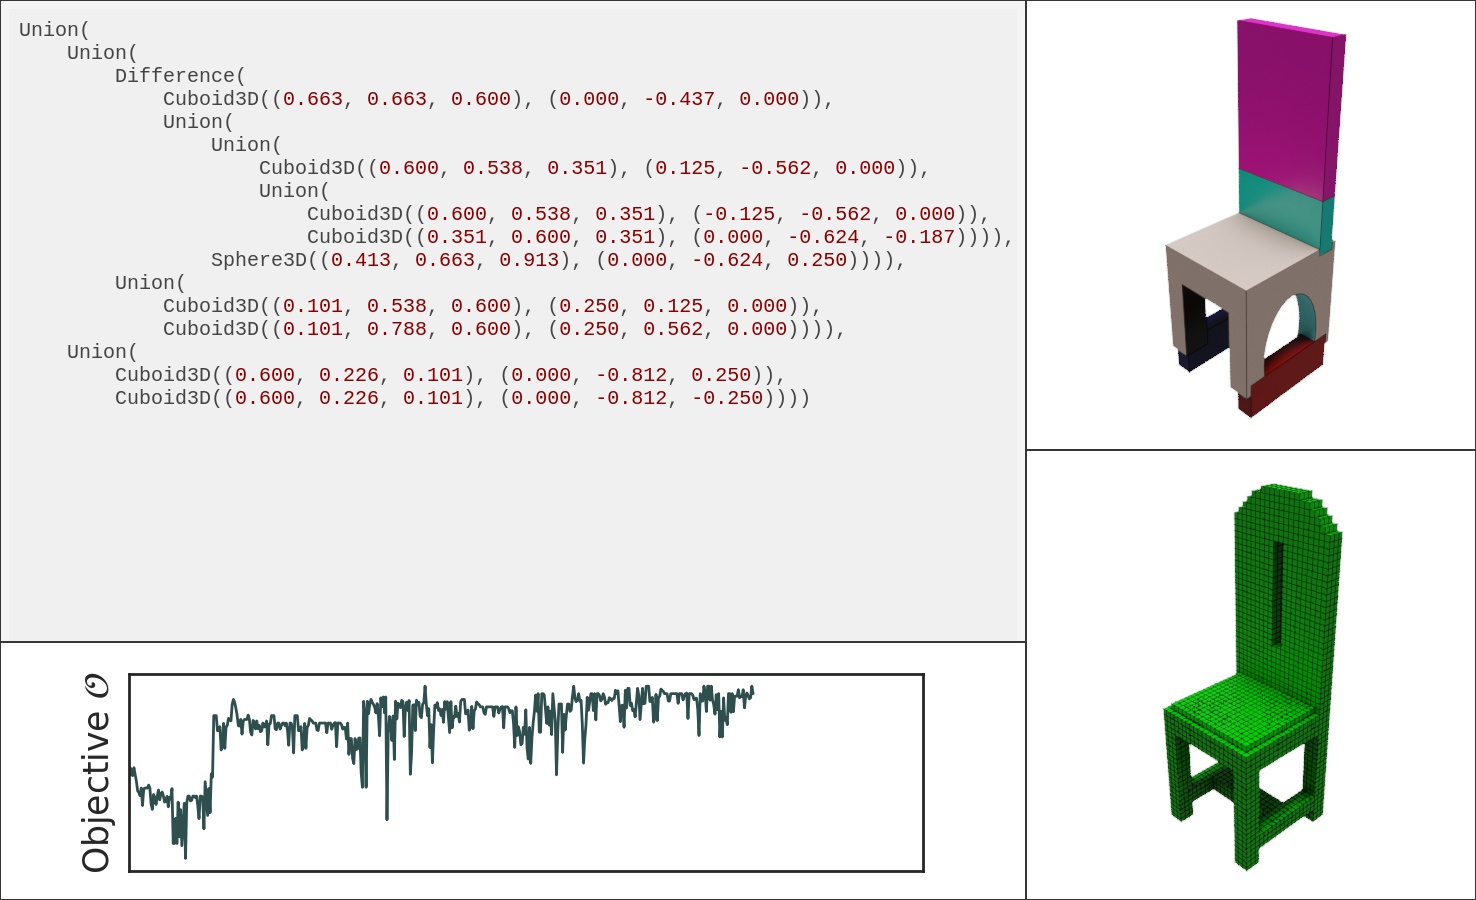 Union(
    Union(
        Difference(
            Cuboid3D((0.663, 0.663, 0.600), (0.000, -0.437, 0.000)),
            Union(
                Union(
                    Cuboid3D((0.600, 0.538, 0.351), (0.125, -0.562, 0.000)),
                    Union(
                        Cuboid3D((0.600, 0.538, 0.351), (-0.125, -0.562, 0.000)),
                        Cuboid3D((0.351, 0.600, 0.351), (0.000, -0.624, -0.187)))),
                Sphere3D((0.413, 0.663, 0.913), (0.000, -0.624, 0.250)))),
        Union(
            Cuboid3D((0.101, 0.538, 0.600), (0.250, 0.125, 0.000)),
            Cuboid3D((0.101, 0.788, 0.600), (0.250, 0.562, 0.000)))),
    Union(
        Cuboid3D((0.600, 0.226, 0.101), (0.000, -0.812, 0.250)),
        Cuboid3D((0.600, 0.226, 0.101), (0.000, -0.812, -0.250))))
Objective 𝒪